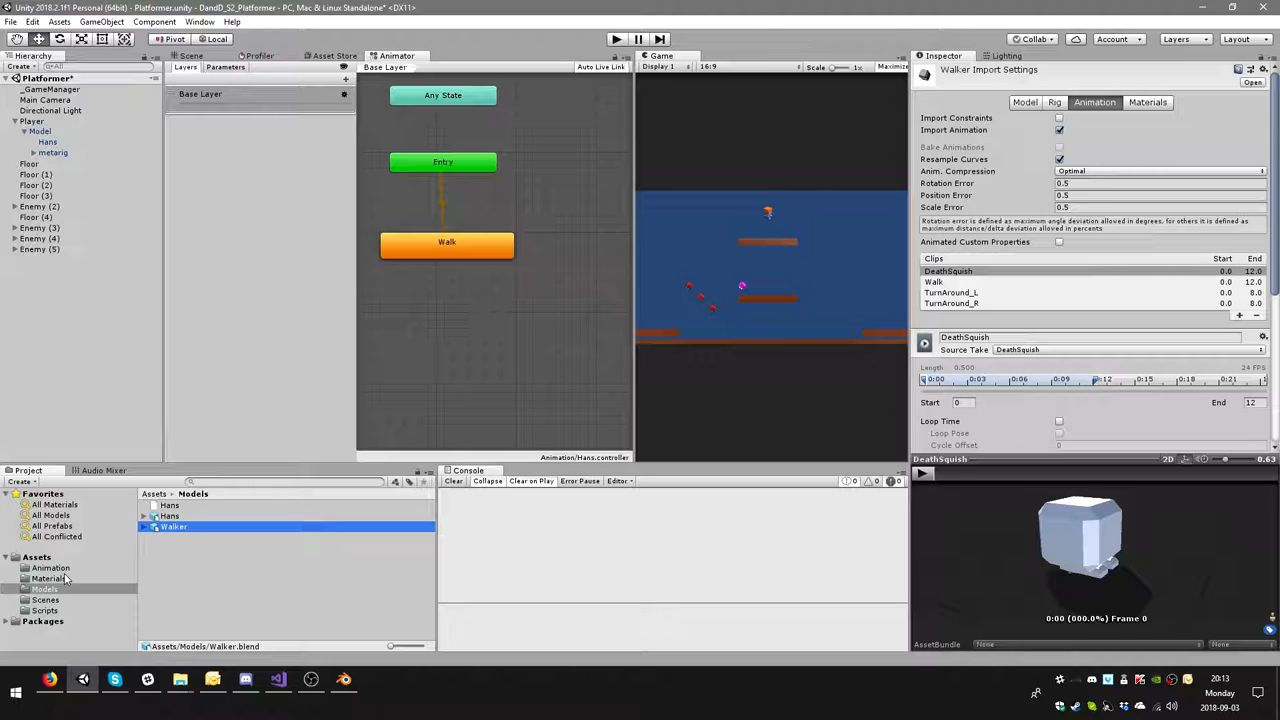 Unity 2018.2.1f1 Personal (64bit) - Platformer.unity - DandD_S2_Platformer - PC, Mac & Linux Standalone* <DX11>
File Edit Assets GameObject Component Window Help
Pivot Local Collab Account Layers Layout
Hierarchy Scene Profiler Asset Store Animator Game Inspector Lighting
Create All Layers Parameters Base Layer Auto Live Link Display 1 16:9 Scale 1x Maximize
Walker Import Settings
Open
Platformer*
_GameManager
Main Camera
Directional Light
Player
Model
Hans
metarig
Floor
Floor (1)
Floor (2)
Floor (3)
Enemy (2)
Floor (4)
Enemy (3)
Enemy (4)
Enemy (5)
Base Layer
Any State
Entry
Walk
Animation/Hans.controller
Model Rig Animation Materials
Import Constraints
Import Animation
Bake Animations
Resample Curves
Anim. Compression Optimal
Rotation Error 0.5
Position Error 0.5
Scale Error 0.5
Rotation error is defined as maximum angle deviation allowed in degrees, for others it is defined as
maximum distance/delta deviation allowed in percents
Animated Custom Properties
Clips Start End
DeathSquish 0.0 12.0
Walk 0.0 12.0
TurnAround_L 0.0 8.0
TurnAround_R 0.0 8.0
DeathSquish
Source Take DeathSquish
Length 0.500 24 FPS
0:00 0:03 0:06 0:09 0:12 0:15 0:18 0:21
Start 0 End 12
Loop Time
Loop Pose
Cycle Offset 0
DeathSquish 2D 0.63
0:00 (000.0%) Frame 0
AssetBundle None None
Project Audio Mixer
Create
Favorites
All Materials
All Models
All Prefabs
All Conflicted
Assets
Animation
Materials
Models
Scenes
Scripts
Packages
Assets Models
Hans
Hans
Walker
Assets/Models/Walker.blend
Console
Clear Collapse Clear on Play Error Pause Editor 0 0 0
20:13
Monday
2018-09-03